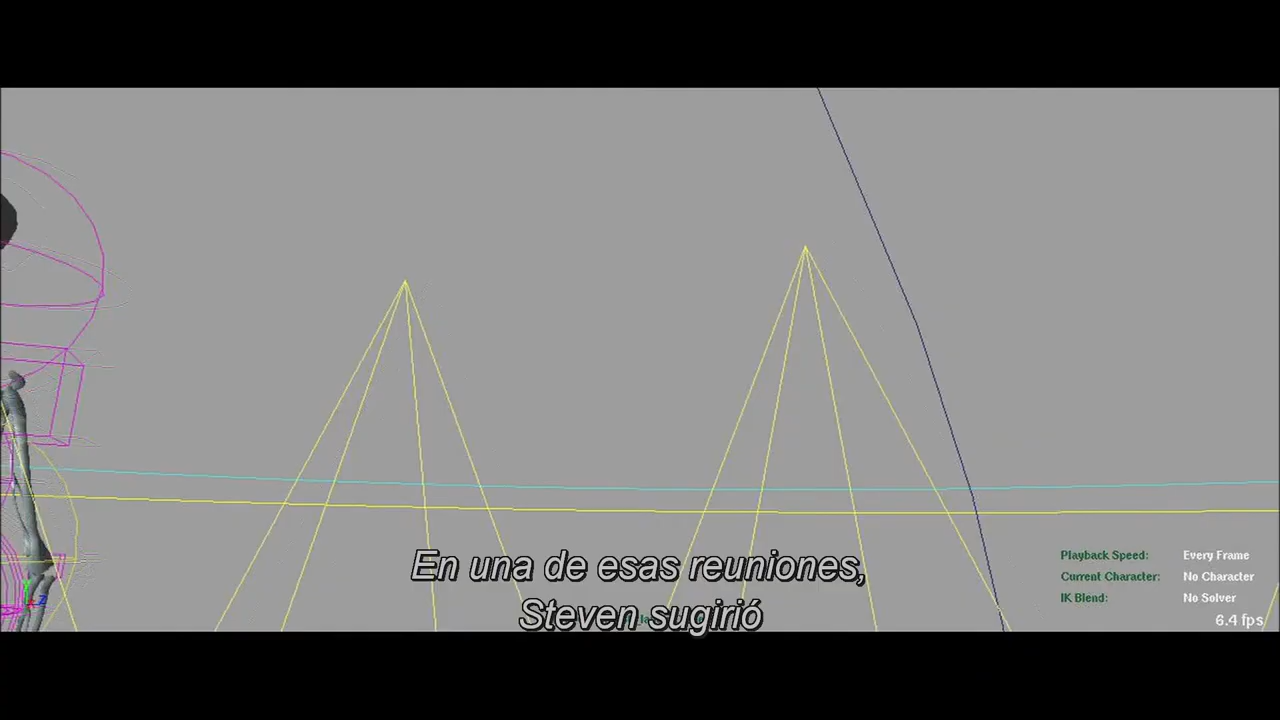 Playback Speed: Every Frame
Current Character: No Character
IK Blend: No Solver
6.4 fps
En una de esas reuniones,
Steven sugirió